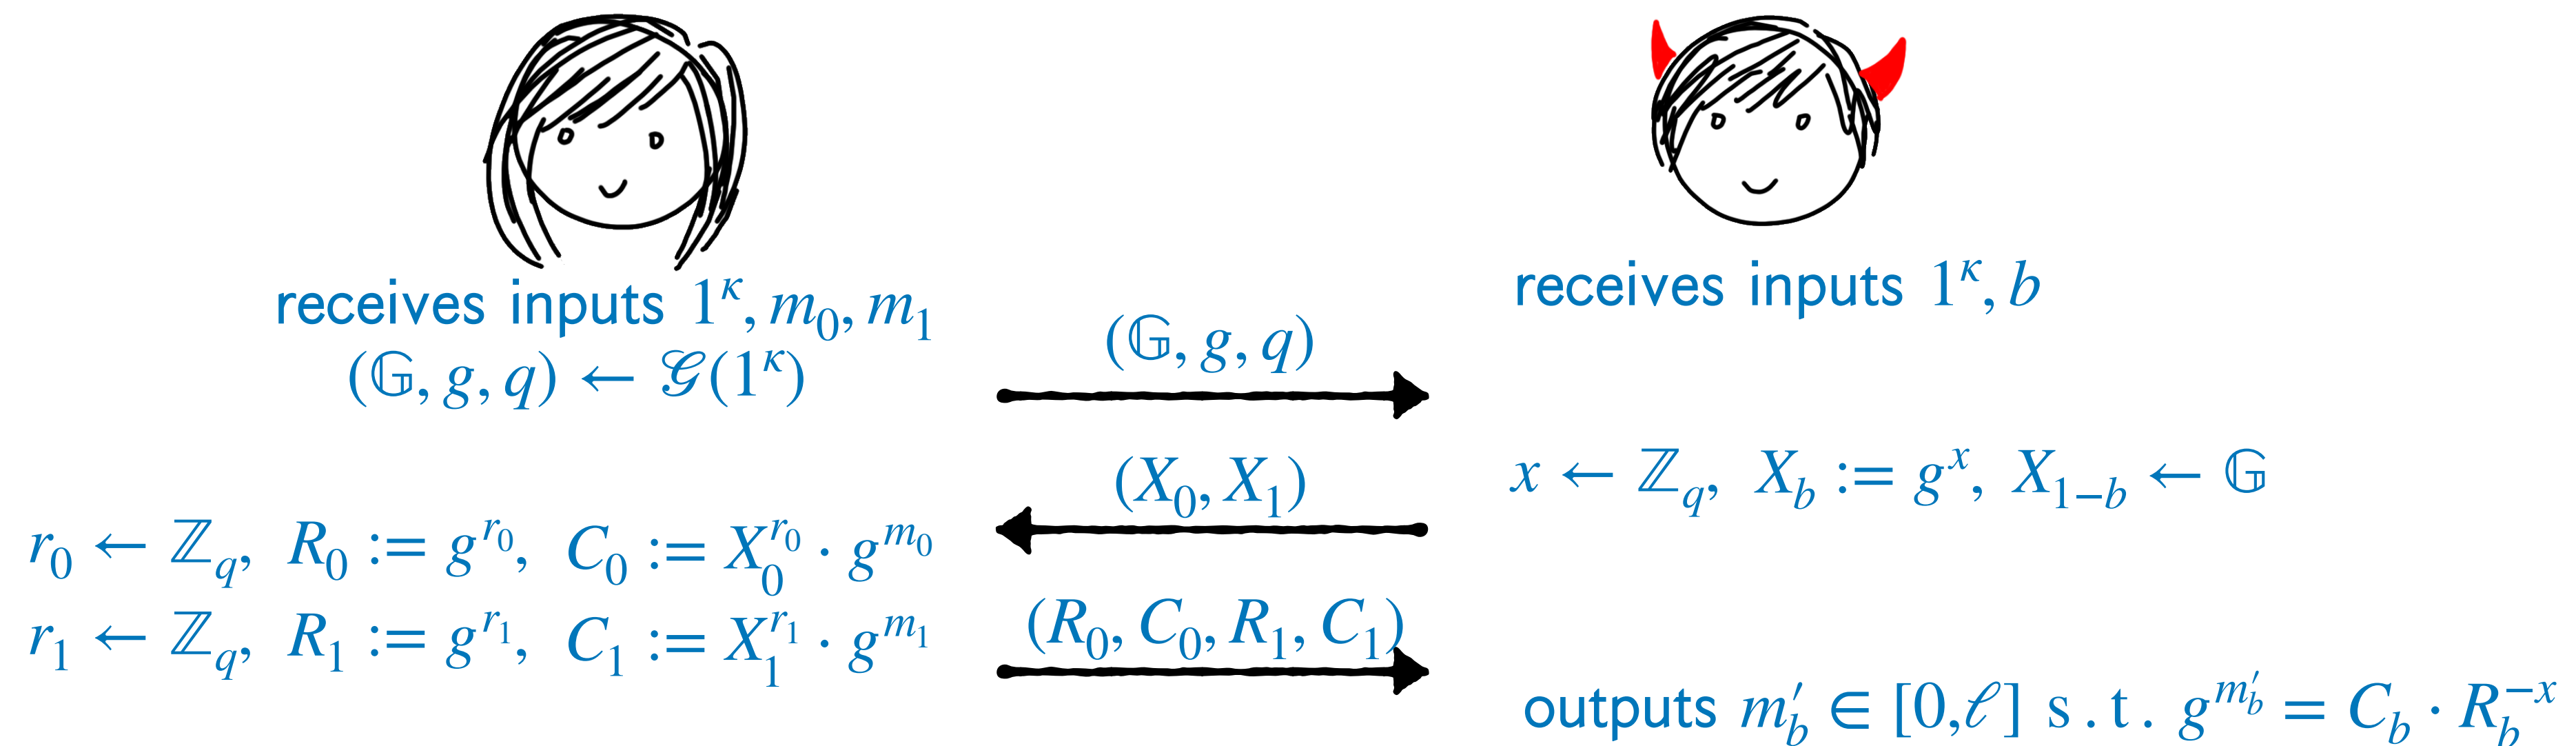 receives inputs 1^κ, m_0, m_1
receives inputs 1^κ, b
(𝔾, g, q) ← 𝒢(1^κ)
(𝔾, g, q)
(X_0, X_1)
x ← ℤ_q, X_b := g^x, X_{1−b} ← 𝔾
r_0 ← ℤ_q, R_0 := g^{r_0}, C_0 := X_0^{r_0} · g^{m_0}
r_1 ← ℤ_q, R_1 := g^{r_1}, C_1 := X_1^{r_1} · g^{m_1}
(R_0, C_0, R_1, C_1)
outputs m′_b ∈ [0,ℓ] s . t . g^{m′_b} = C_b · R_b^{−x}